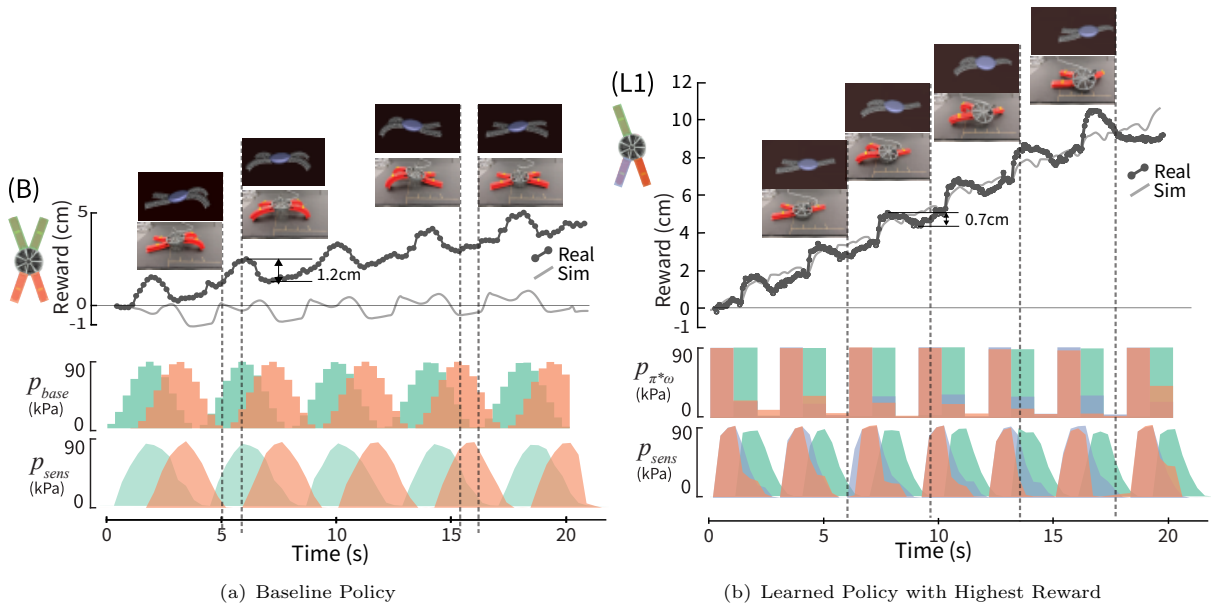 (B)
Reward (cm)
5
0
-1
1.2cm
Real
Sim
p_base
(kPa)
90
0
p_sens
(kPa)
90
0
0
5
10
15
20
Time (s)
(a) Baseline Policy
(L1)
Reward (cm)
12
10
8
6
4
2
0
-1
0.7cm
Real
Sim
p_π*ω
(kPa)
90
0
p_sens
(kPa)
90
0
0
5
10
15
20
Time (s)
(b) Learned Policy with Highest Reward